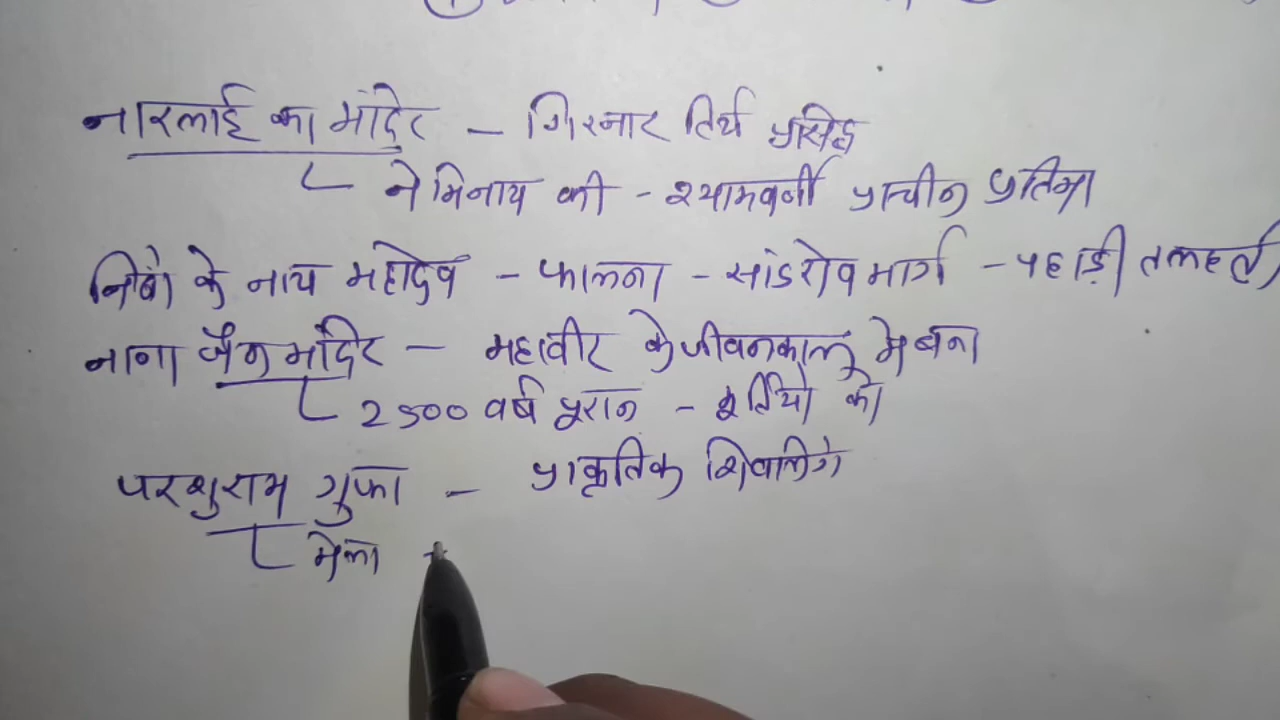 नारलाई का मंदिर – गिरनार तिर्थ प्रसिद्ध
नेमिनाथ की – श्यामवर्णी प्राचीन प्रतिमा
निंबो के नाथ महादेव – फालना – सांडेरोव मार्ग – पहाड़ी तलहटी
नाना जैन मंदिर – महावीर के जीवनकाल में बना
2500 वर्ष पूरान – मूर्तियो को
परशुराम गुफा – प्राकृतिक शिवलिंग
मेला